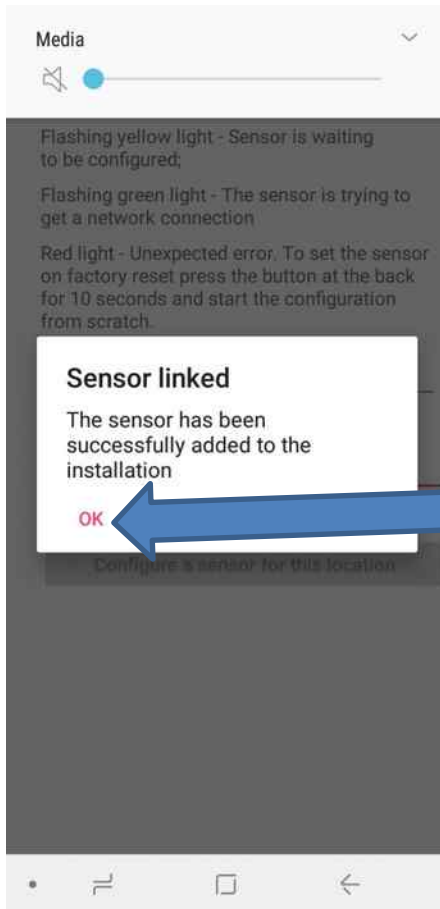 Media
Flashing yellow light - Sensor is waiting
to be configured;
Flashing green light - The sensor is trying to
get a network connection
Red light - Unexpected error. To set the sensor
on factory reset press the button at the back
for 10 seconds and start the configuration
from scratch.
Sensor linked
The sensor has been
successfully added to the
installation
OK
Configure a sensor for this location